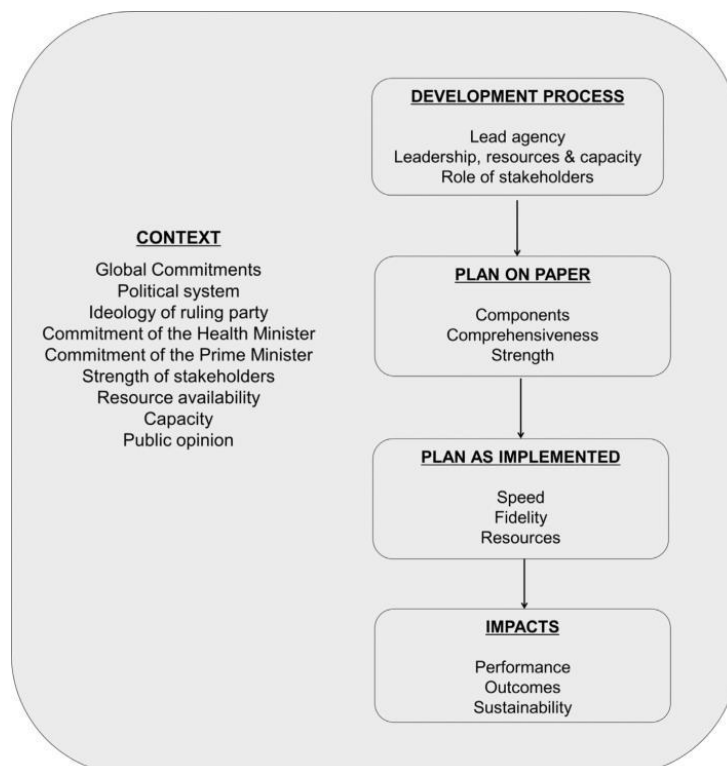 DEVELOPMENT PROCESS
Lead agency
Leadership, resources & capacity
Role of stakeholders
CONTEXT
Global Commitments
Political system
Ideology of ruling party
Commitment of the Health Minister
Commitment of the Prime Minister
Strength of stakeholders
Resource availability
Capacity
Public opinion
PLAN ON PAPER
Components
Comprehensiveness
Strength
PLAN AS IMPLEMENTED
Speed
Fidelity
Resources
IMPACTS
Performance
Outcomes
Sustainability